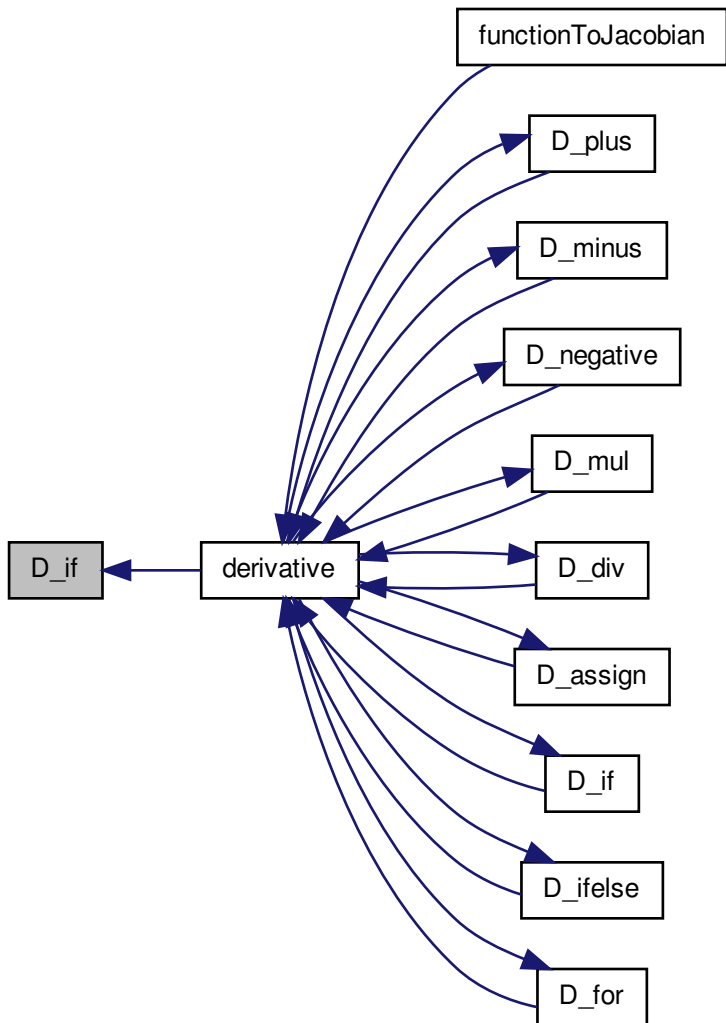 functionToJacobian
D_plus
D_minus
D_negative
D_mul
D_if
derivative
D_div
D_assign
D_if
D_ifelse
D_for